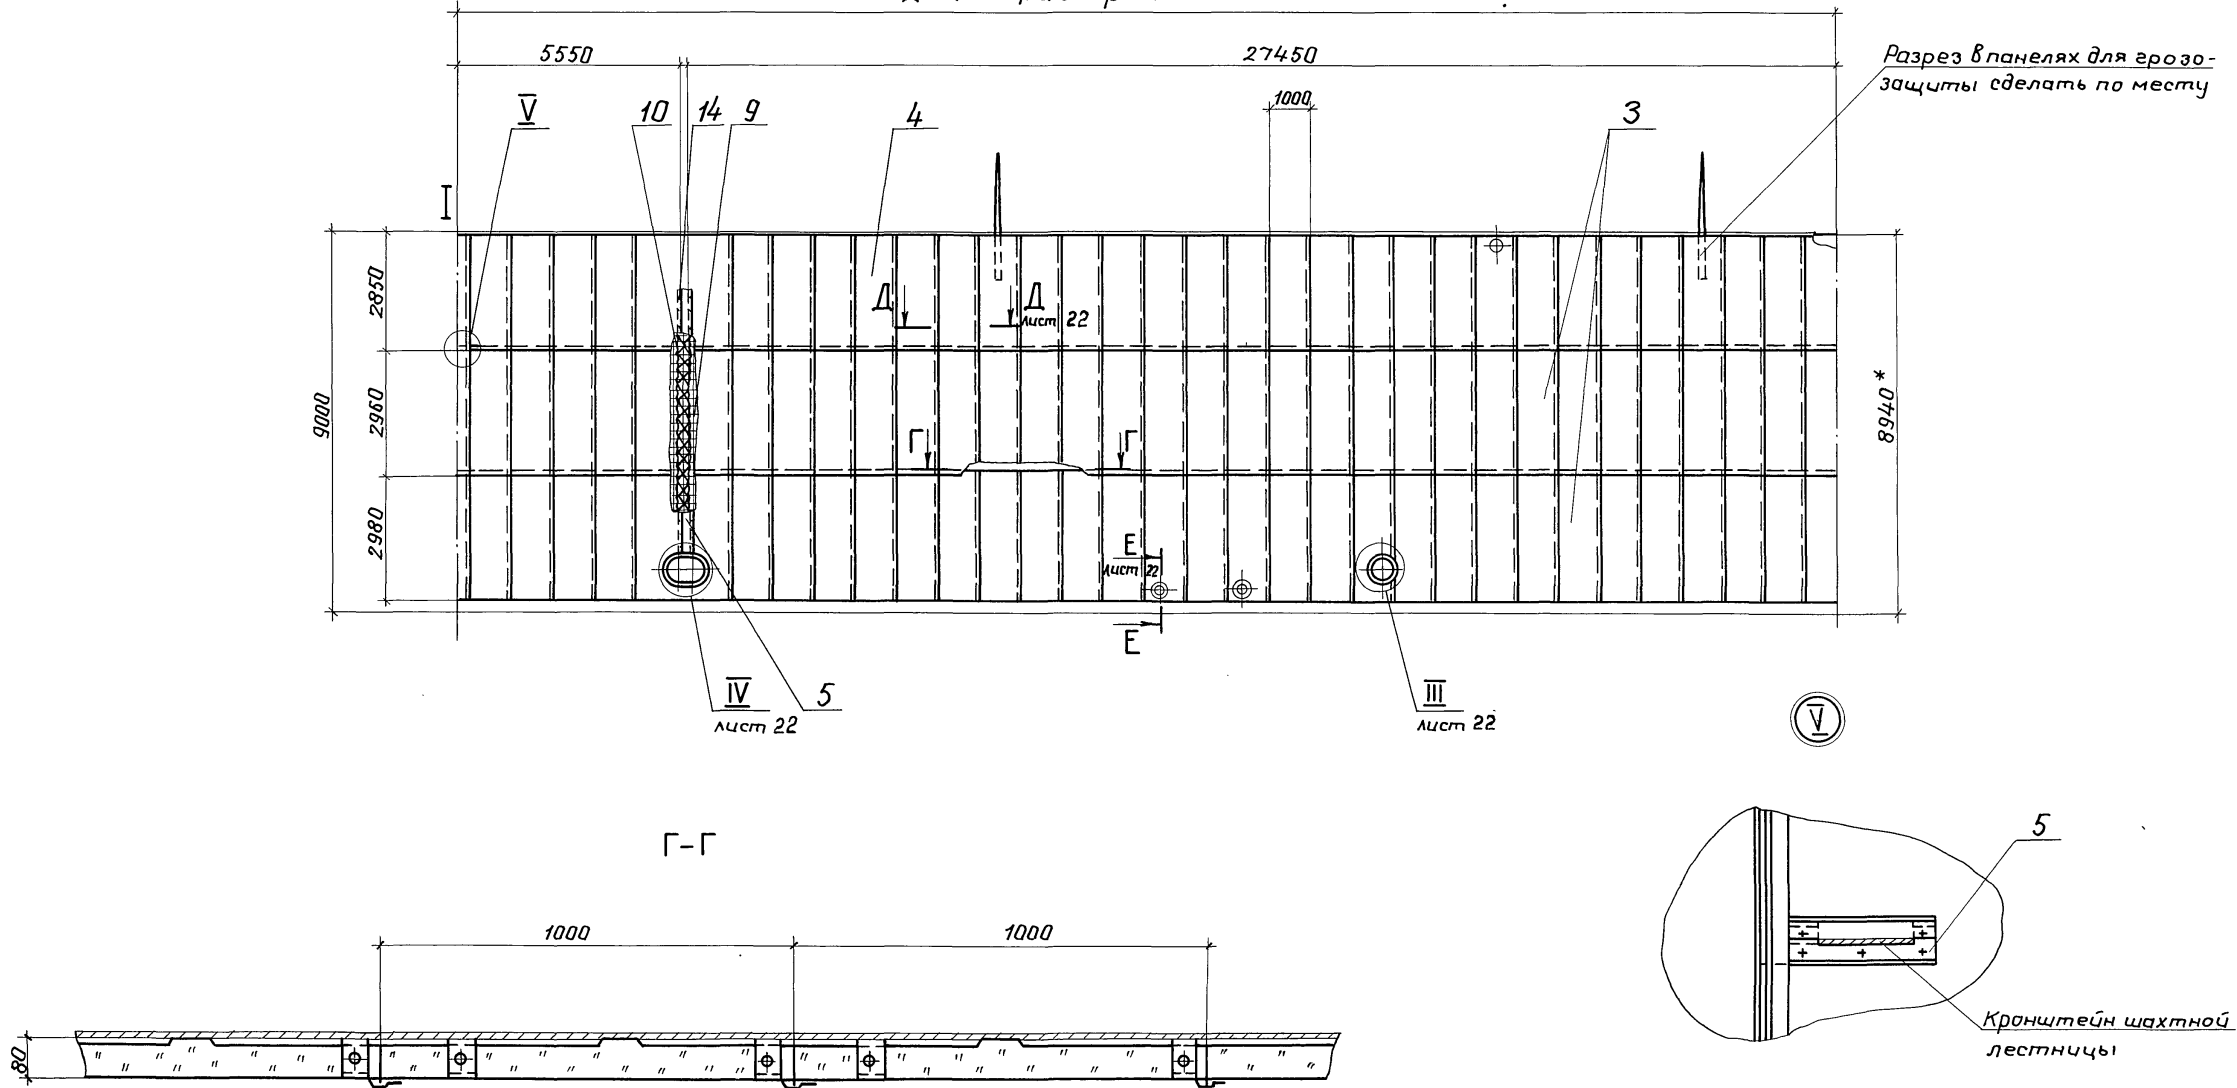 5550
27450
Разрез в панелях для грозо-
защиты сделать по месту
V
10
14
9
4
1000
3
I
2850
Д
Д
лист 22
9000
2960
8940*
Г
Г
2980
Е
лист 22
Е
IV
лист 22
5
III
лист 22
V
Г-Г
5
1000
1000
80
Кронштейн шахтной
лестницы